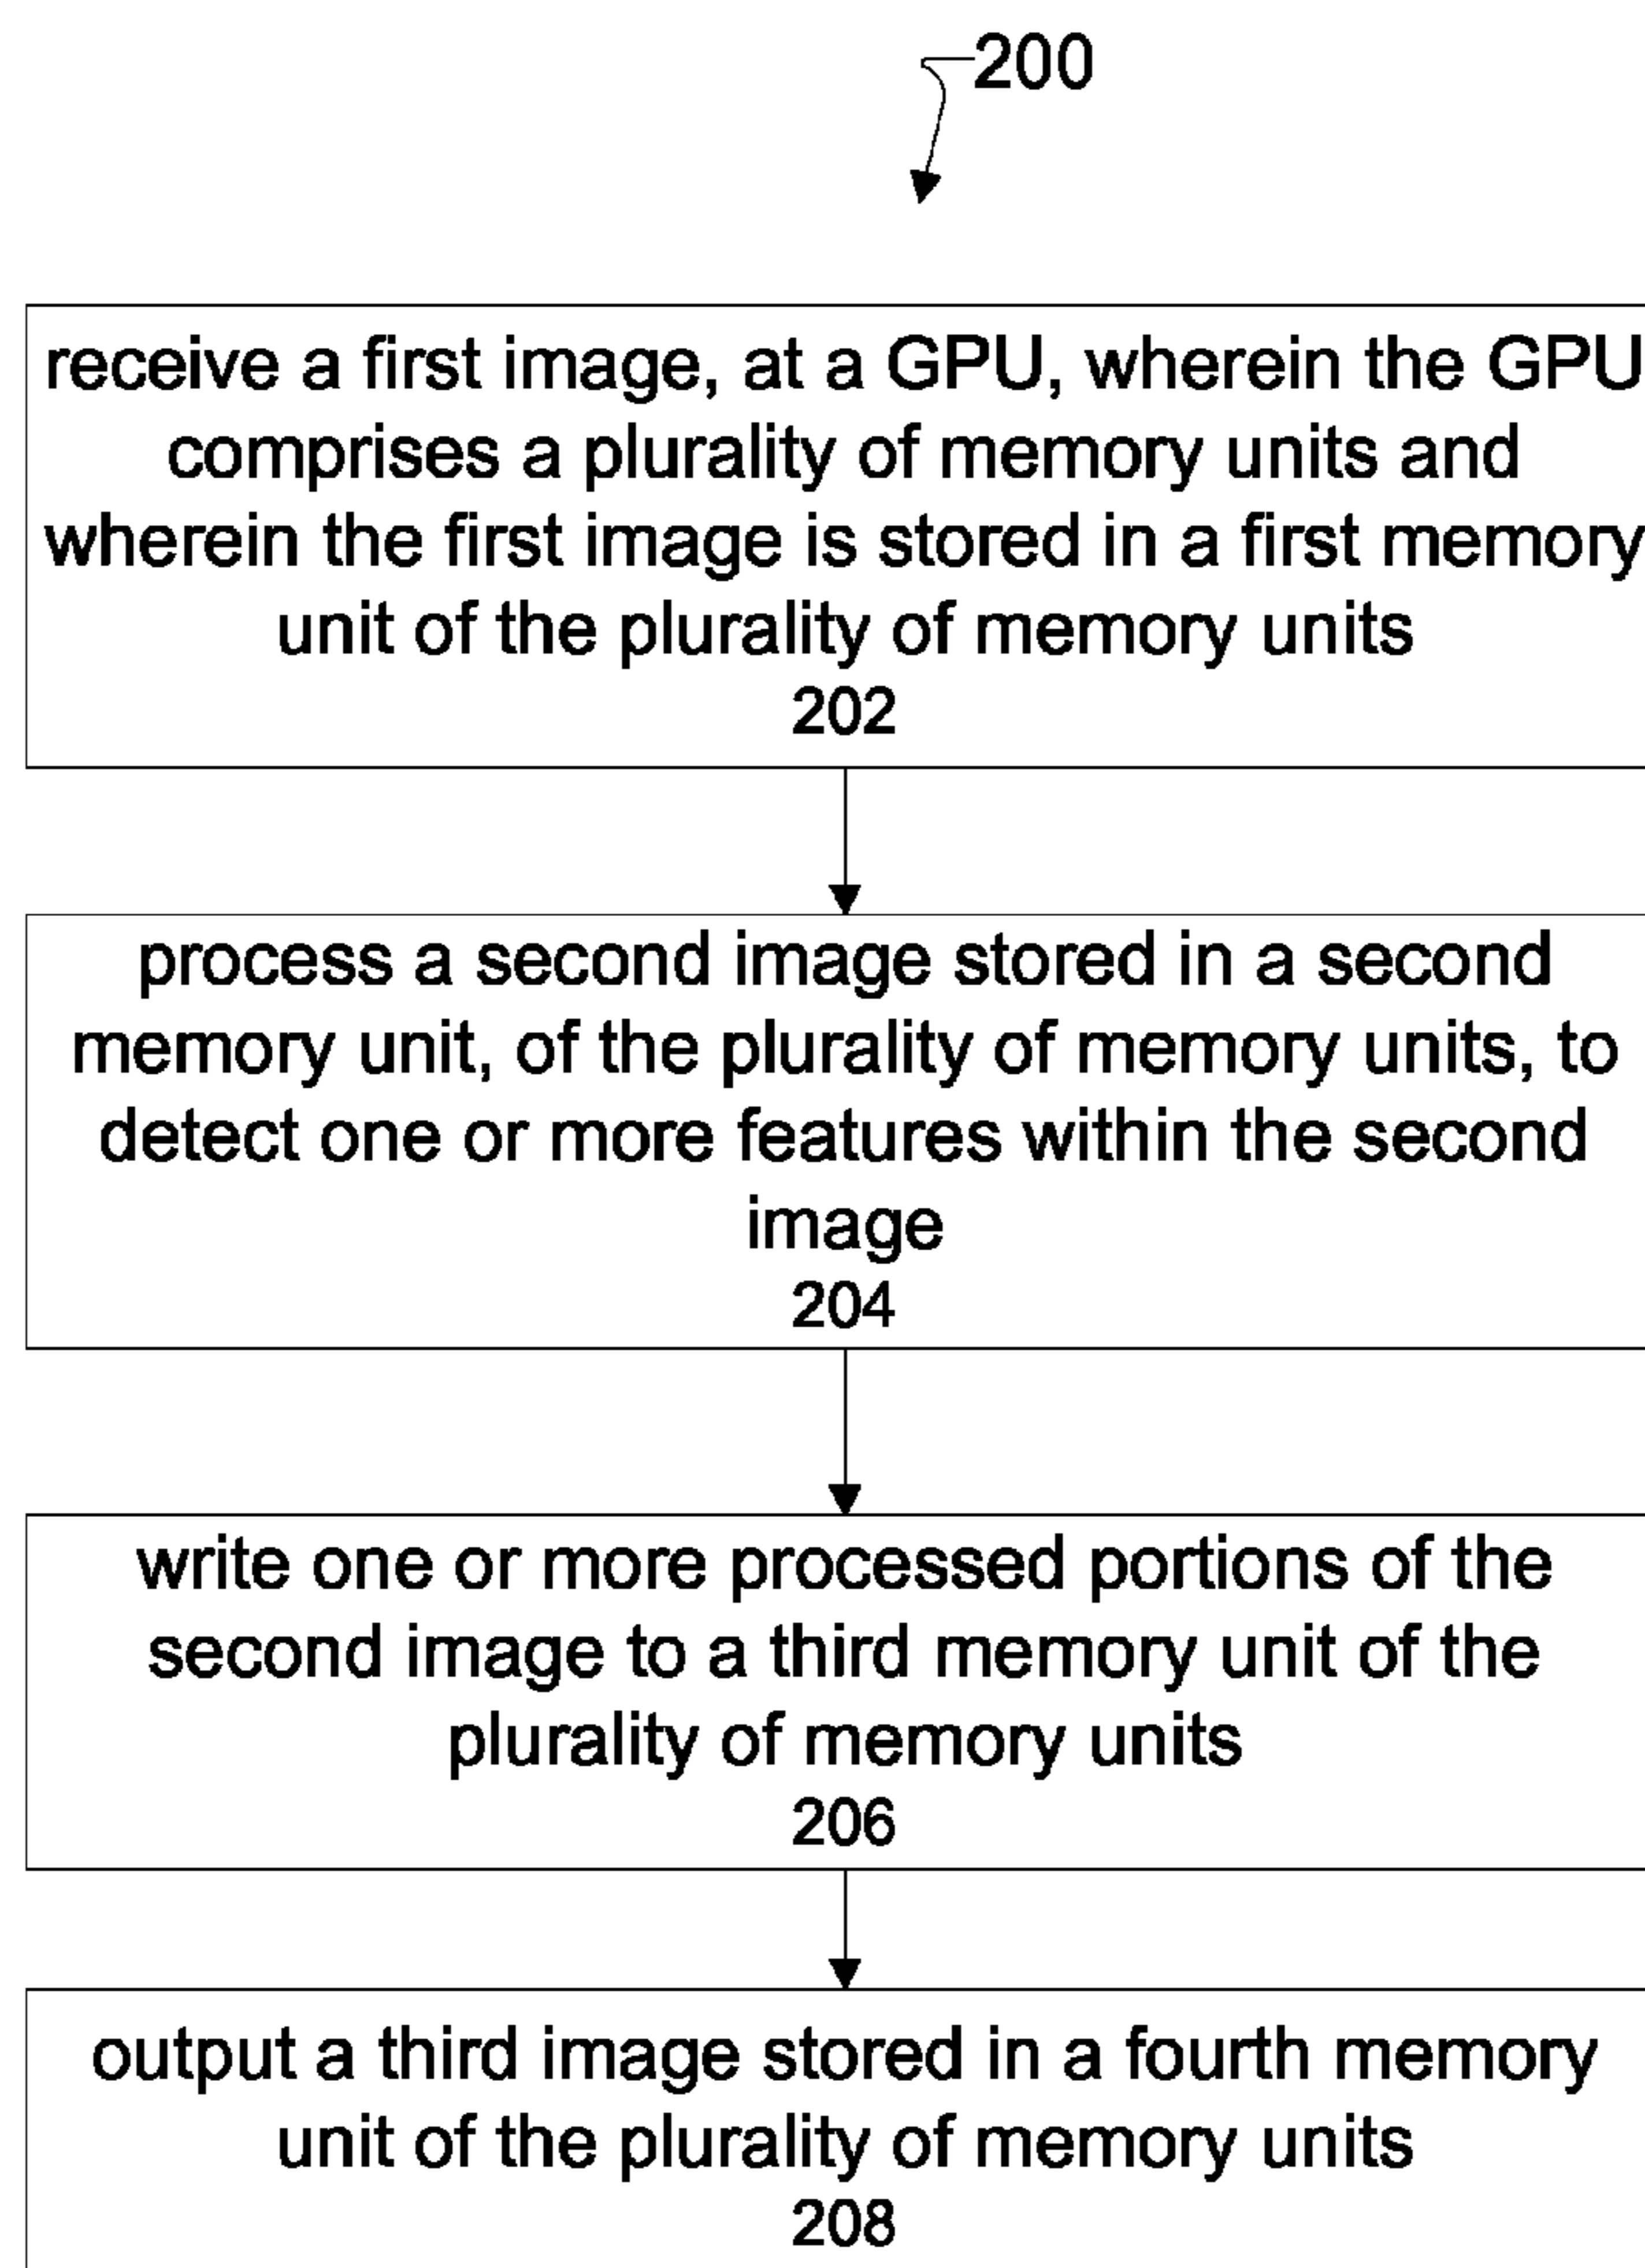 200
receive a first image, at a GPU, wherein the GPU
comprises a plurality of memory units and
wherein the first image is stored in a first memory
unit of the plurality of memory units
202
process a second image stored in a second
memory unit, of the plurality of memory units, to
detect one or more features within the second
image
204
write one or more processed portions of the
second image to a third memory unit of the
plurality of memory units
206
output a third image stored in a fourth memory
unit of the plurality of memory units
208